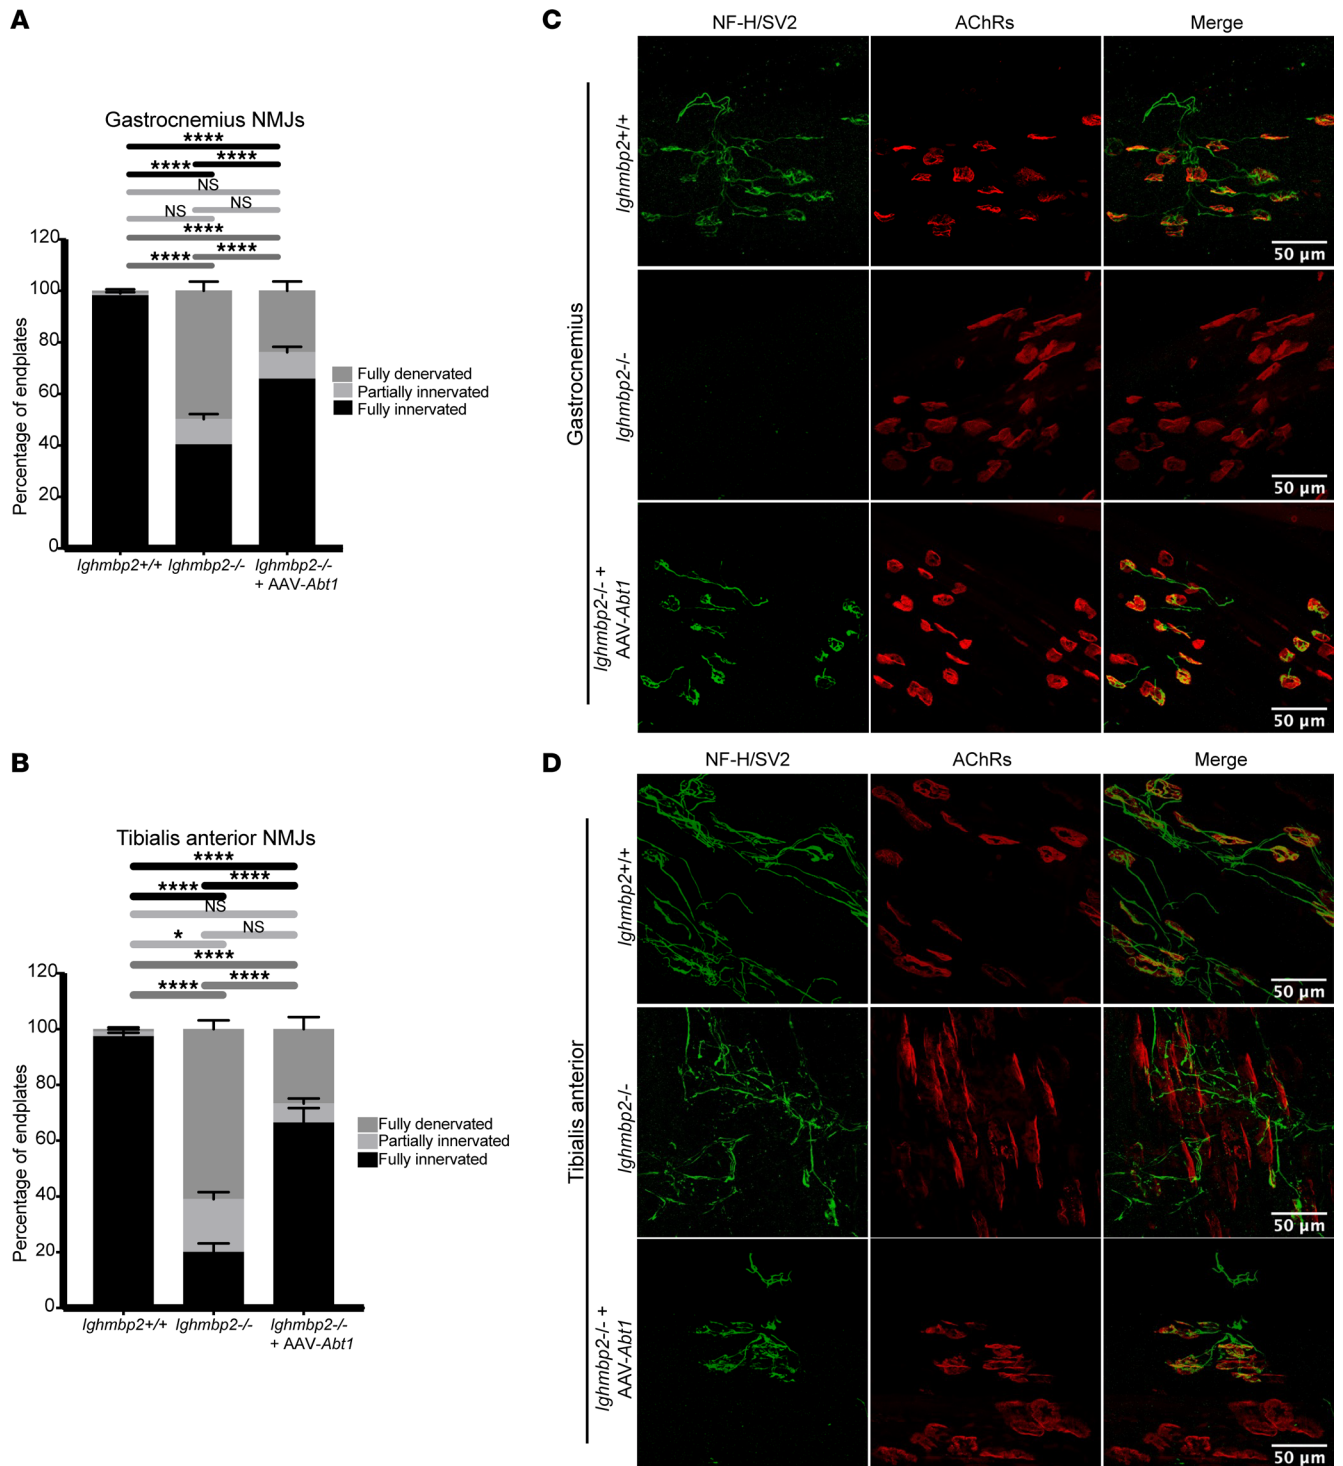 A
Gastrocnemius NMJs
****
****
****
NS
NS
NS
****
****
****
120
100
80
60
40
20
0
Percentage of endplates
Fully denervated
Partially innervated
Fully innervated
Ighmbp2+/+ Ighmbp2-/- Ighmbp2-/-
+ AAV-Abt1
B
Tibialis anterior NMJs
****
****
****
NS
NS
*
****
****
****
120
100
80
60
40
20
0
Percentage of endplates
Fully denervated
Partially innervated
Fully innervated
Ighmbp2+/+ Ighmbp2-/- Ighmbp2-/-
+ AAV-Abt1
C
NF-H/SV2 AChRs Merge
Gastrocnemius
Ighmbp2+/+
50 µm
Ighmbp2-/-
50 µm
Ighmbp2-/- +
AAV-Abt1
50 µm
D
NF-H/SV2 AChRs Merge
Tibialis anterior
Ighmbp2+/+
50 µm
Ighmbp2-/-
50 µm
Ighmbp2-/- +
AAV-Abt1
50 µm